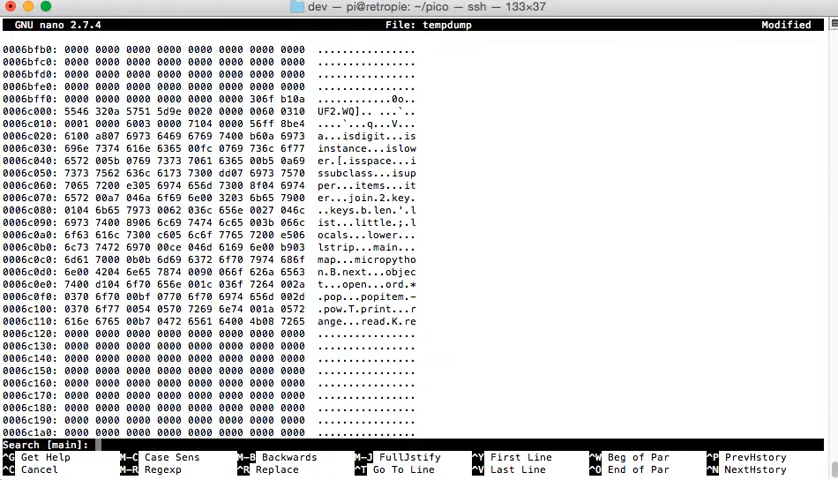 dev — pi@retropie: ~/pico — ssh — 133×37
GNU nano 2.7.4 File: tempdump Modified
0006bfb0: 0000 0000 0000 0000 0000 0000 0000 0000 ................
0006bfc0: 0000 0000 0000 0000 0000 0000 0000 0000 ................
0006bfd0: 0000 0000 0000 0000 0000 0000 0000 0000 ................
0006bfe0: 0000 0000 0000 0000 0000 0000 0000 0000 ................
0006bff0: 0000 0000 0000 0000 0000 0000 306f b10a ............0o..
0006c000: 5546 320a 5751 5d9e 0020 0000 0060 0310 UF2.WQ].. ...`..
0006c010: 0001 0000 6003 0000 7104 0000 56ff 8be4 ....`...q...V...
0006c020: 6100 a807 6973 6469 6769 7400 b60a 6973 a...isdigit...is
0006c030: 696e 7374 616e 6365 00fc 0769 736c 6f77 instance...islow
0006c040: 6572 005b 0769 7373 7061 6365 00b5 0a69 er.[.isspace...i
0006c050: 7373 7562 636c 6173 7300 dd07 6973 7570 ssubclass...isup
0006c060: 7065 7200 e305 6974 656d 7300 8f04 6974 per...items...it
0006c070: 6572 00a7 046a 6f69 6e00 3203 6b65 7900 er...join.2.key.
0006c080: 0104 6b65 7973 0062 036c 656e 0027 046c ..keys.b.len.'.l
0006c090: 6973 7400 8906 6c69 7474 6c65 003b 066c ist...little.;.l
0006c0a0: 6f63 616c 7300 c605 6c6f 7765 7200 e506 ocals...lower...
0006c0b0: 6c73 7472 6970 00ce 046d 6169 6e00 b903 lstrip...main...
0006c0c0: 6d61 7000 0b0b 6d69 6372 6f70 7974 686f map...micropytho
0006c0d0: 6e00 4204 6e65 7874 0090 066f 626a 6563 n.B.next...objec
0006c0e0: 7400 d104 6f70 656e 001c 036f 7264 002a t...open...ord.*
0006c0f0: 0370 6f70 00bf 0770 6f70 6974 656d 002d .pop...popitem.-
0006c100: 0370 6f77 0054 0570 7269 6e74 001a 0572 .pow.T.print...r
0006c110: 616e 6765 00b7 0472 6561 6400 4b08 7265 ange...read.K.re
0006c120: 0000 0000 0000 0000 0000 0000 0000 0000 ................
0006c130: 0000 0000 0000 0000 0000 0000 0000 0000 ................
0006c140: 0000 0000 0000 0000 0000 0000 0000 0000 ................
0006c150: 0000 0000 0000 0000 0000 0000 0000 0000 ................
0006c160: 0000 0000 0000 0000 0000 0000 0000 0000 ................
0006c170: 0000 0000 0000 0000 0000 0000 0000 0000 ................
0006c180: 0000 0000 0000 0000 0000 0000 0000 0000 ................
0006c190: 0000 0000 0000 0000 0000 0000 0000 0000 ................
0006c1a0: 0000 0000 0000 0000 0000 0000 0000 0000 ................
Search [main]:
^G Get Help M-C Case Sens M-B Backwards M-J FullJstify ^Y First Line ^W Beg of Par ^P PrevHstory
^C Cancel M-R Regexp ^R Replace ^T Go To Line ^V Last Line ^O End of Par ^N NextHstory